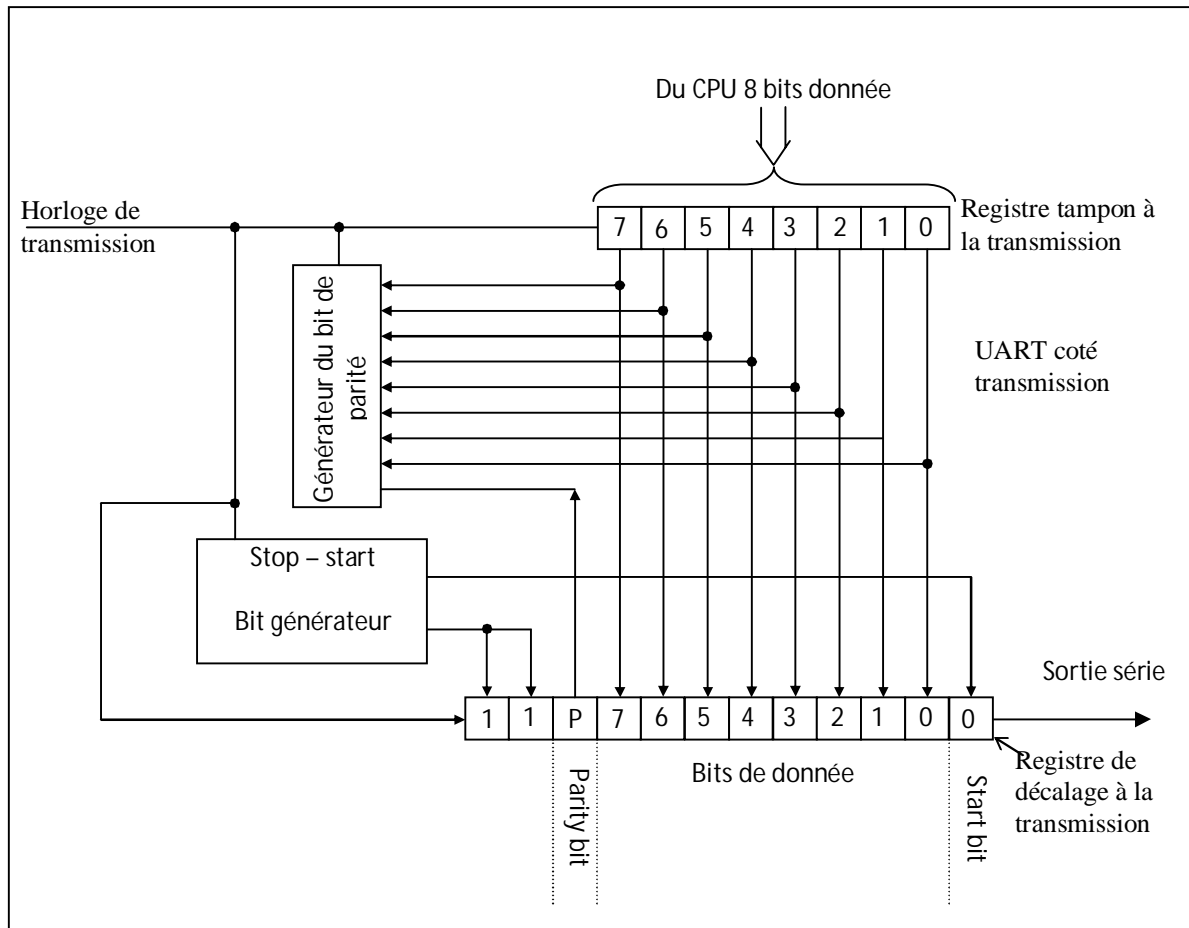 Du CPU 8 bits donnée
Horloge de
transmission
7 6 5 4 3 2 1 0
Registre tampon à
la transmission
Générateur du bit de
parité
UART coté
transmission
Stop – start
Bit générateur
Sortie série
1 1 P 7 6 5 4 3 2 1 0 0
Parity bit
Bits de donnée
Start bit
Registre de
décalage à la
transmission